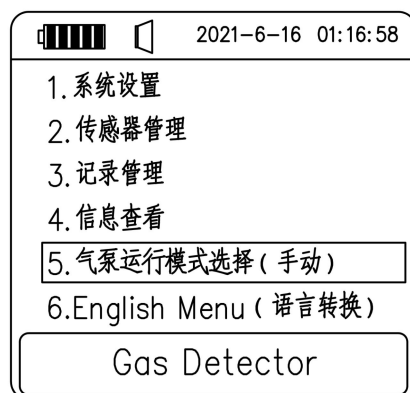 2021-6-16 01:16:58
1.系统设置
2.传感器管理
3.记录管理
4.信息查看
5.气泵运行模式选择(手动)
6.English Menu(语言转换)
Gas Detector